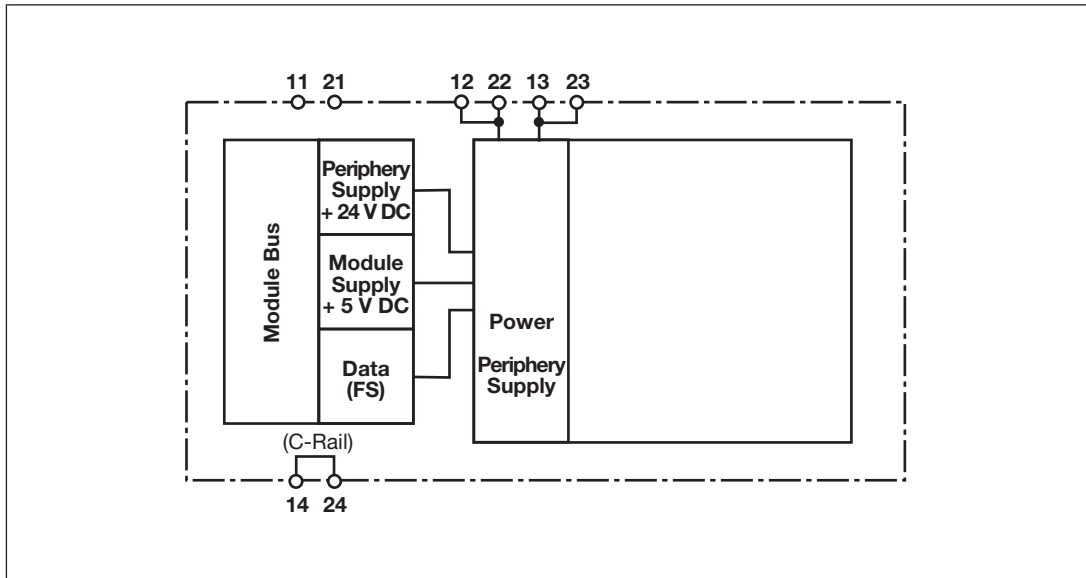 11 21 12 22 13 23
Periphery
Supply
+ 24 V DC
Module Bus
Module
Supply
+ 5 V DC
Data
(FS)
Power
Periphery
Supply
(C-Rail)
14 24